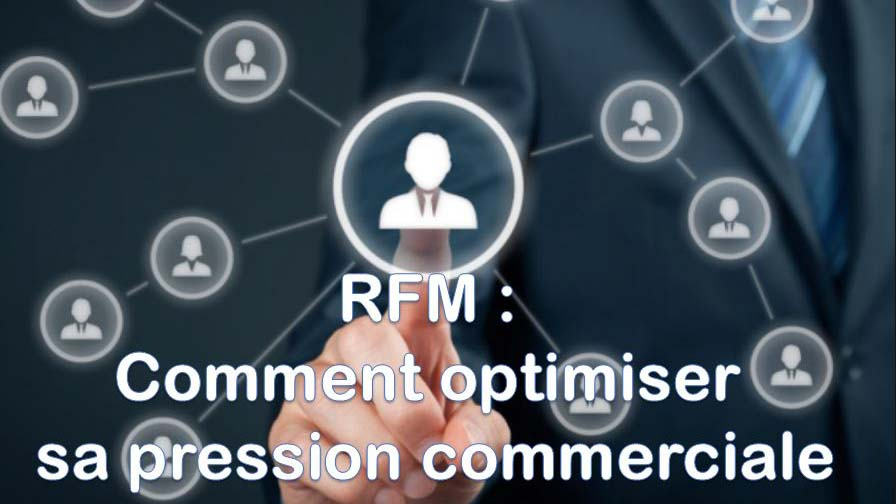 RFM :
Comment optimiser
sa pression commerciale